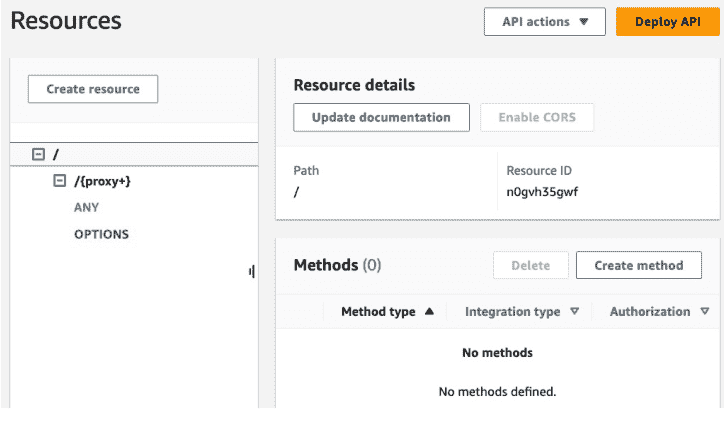 Resources
API actions ▼
Deploy API
Create resource
/
/{proxy+}
ANY
OPTIONS
Resource details
Update documentation
Enable CORS
Path
/
Resource ID
n0gvh35gwf
Methods (0)
Delete
Create method
Method type ▲
Integration type ▽
Authorization ▽
No methods
No methods defined.